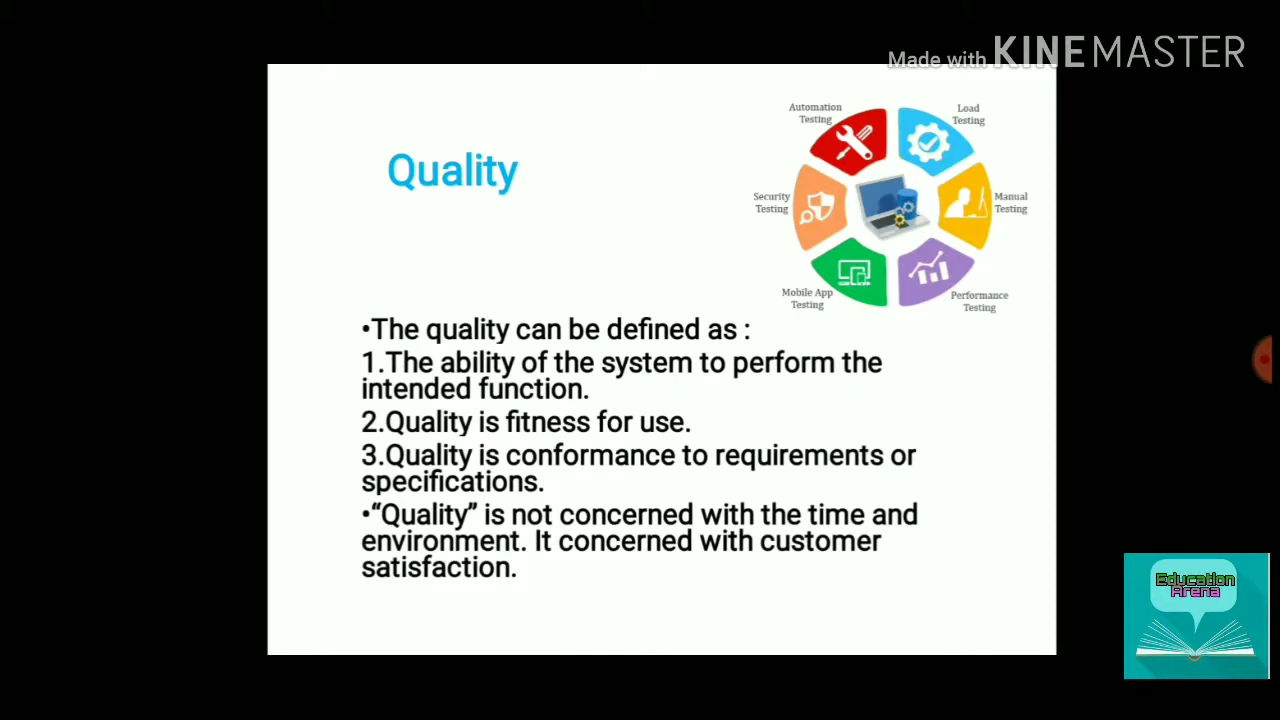 Made with KINEMASTER
Automation
Testing
Load
Testing
Quality
Security
Testing
Manual
Testing
Mobile App
Testing
Performance
Testing
•The quality can be defined as :
1.The ability of the system to perform the
intended function.
2.Quality is fitness for use.
3.Quality is conformance to requirements or
specifications.
•“Quality” is not concerned with the time and
environment. It concerned with customer
satisfaction.
Education
Arena